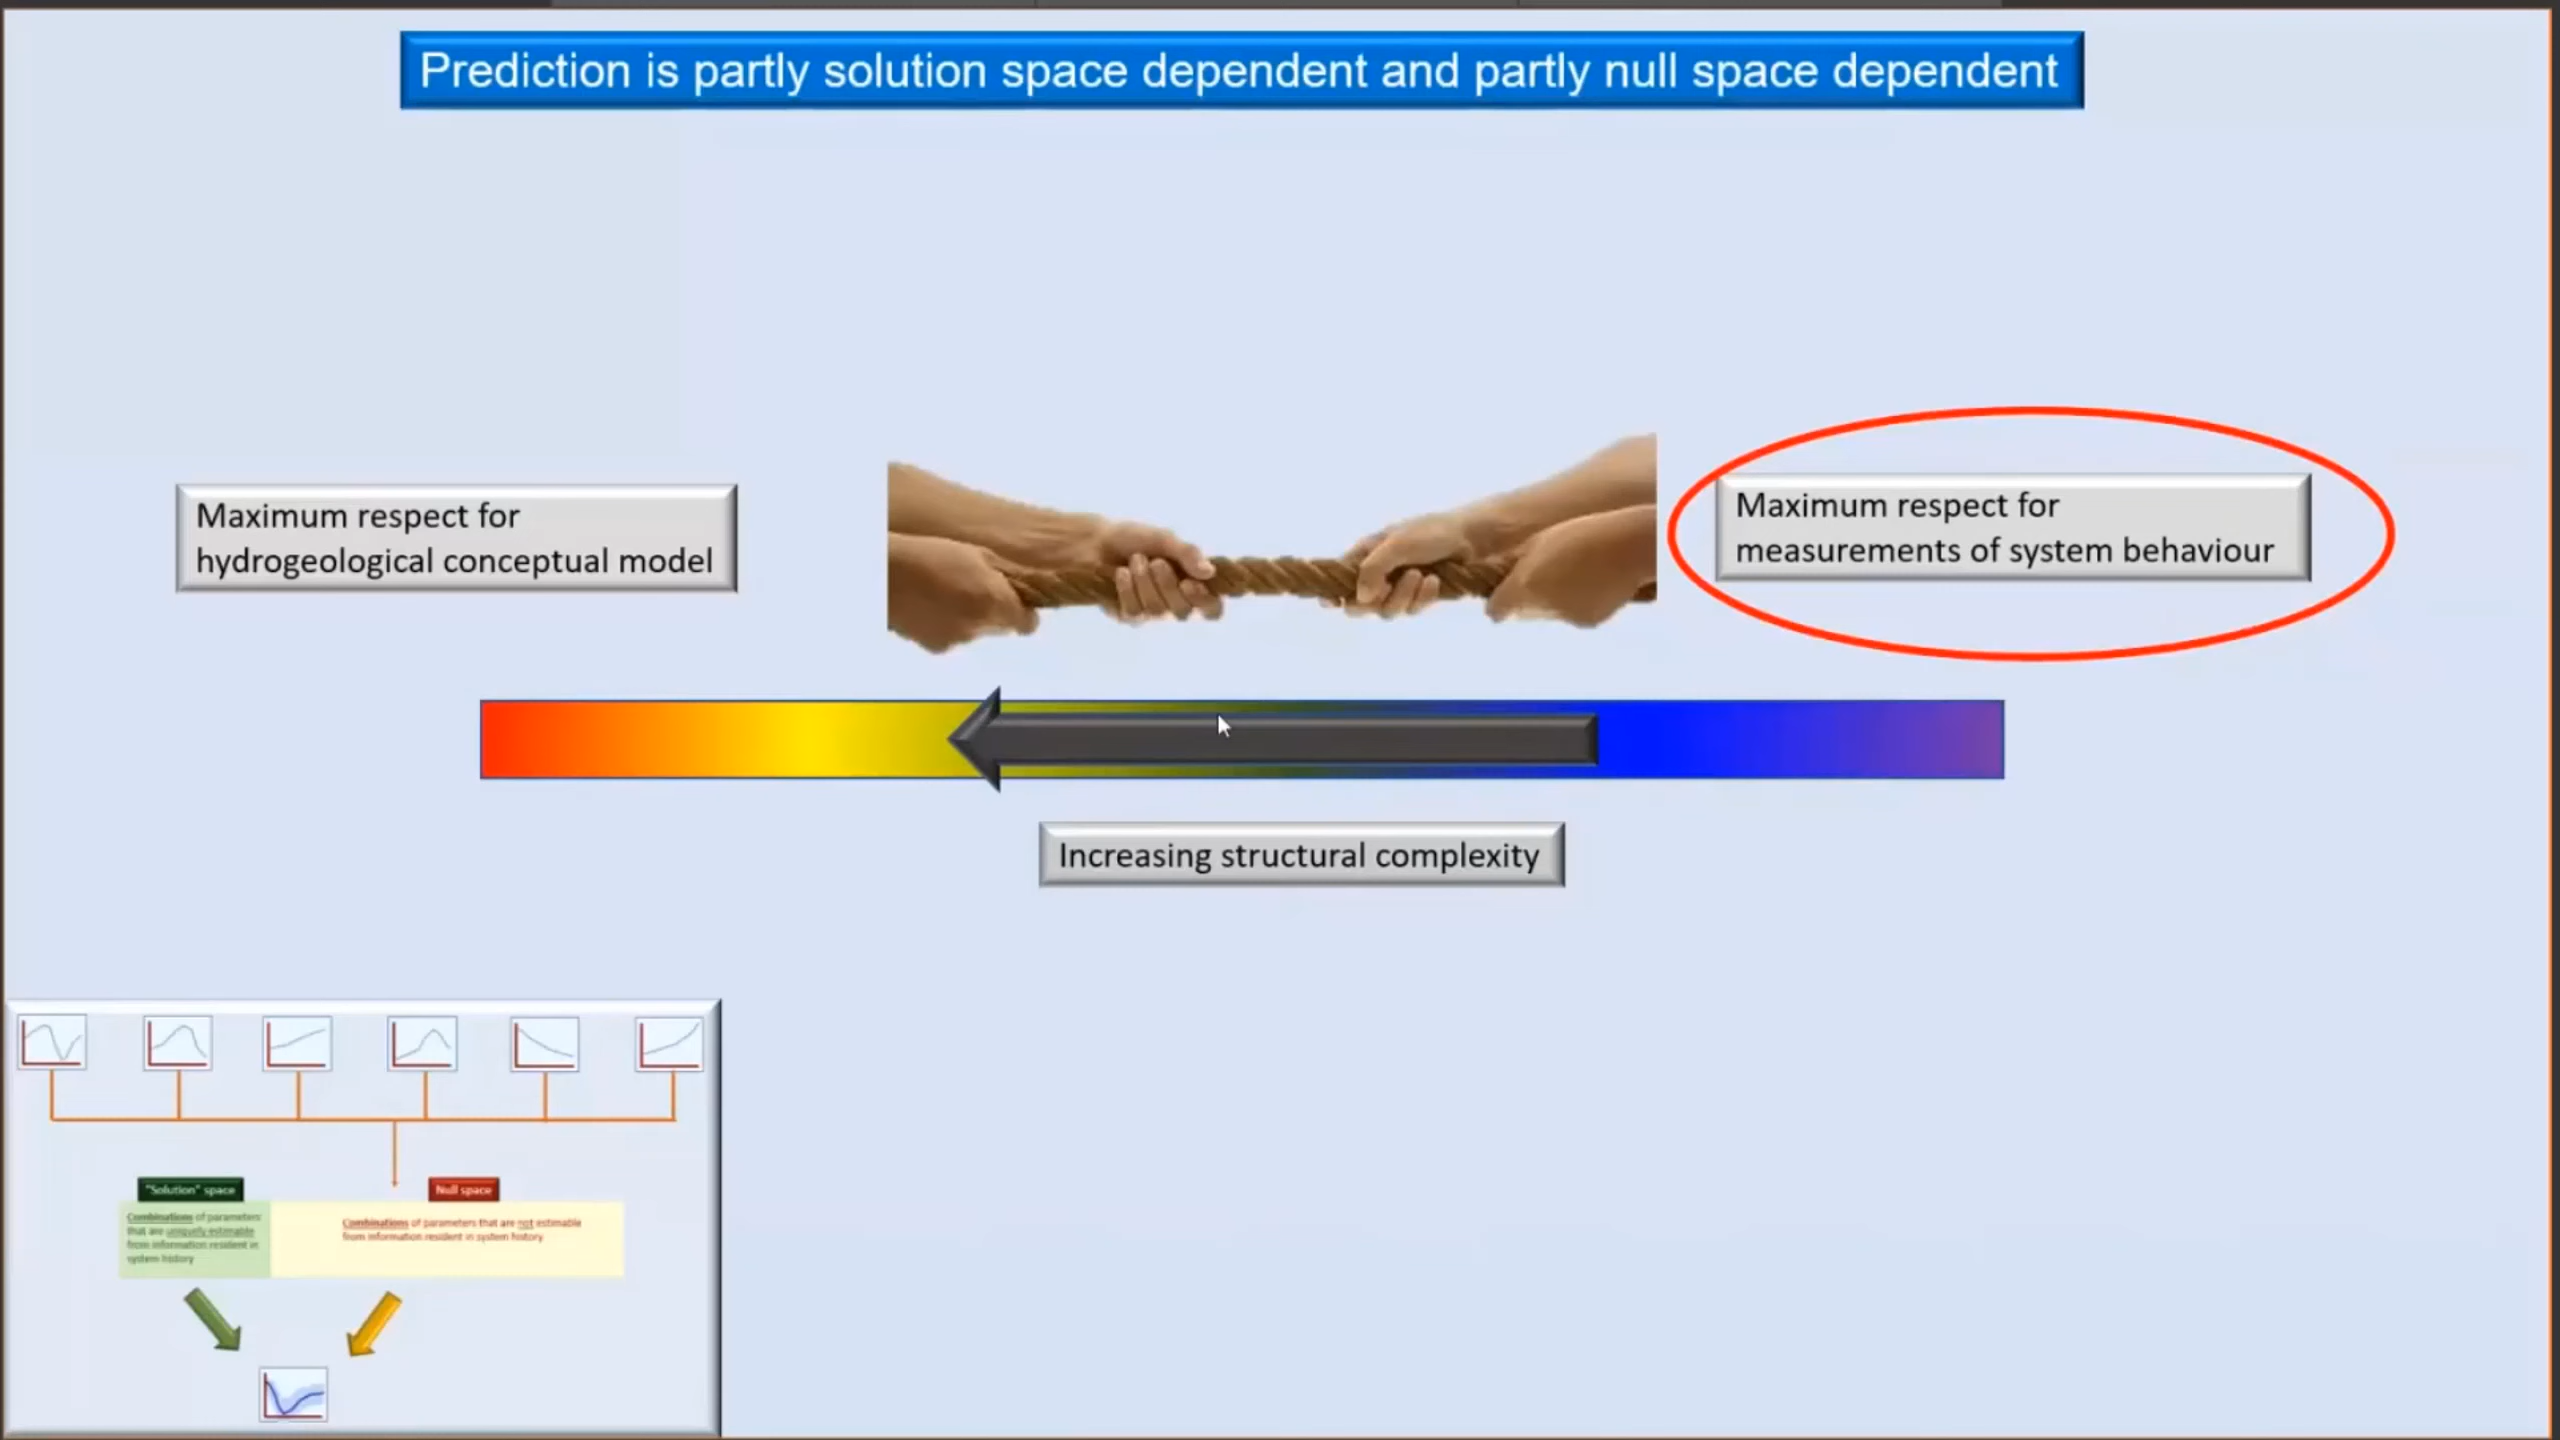 Prediction is partly solution space dependent and partly null space dependent
Maximum respect for
hydrogeological conceptual model
Maximum respect for
measurements of system behaviour
Increasing structural complexity
"Solution" space
Null space
Combinations of parameters
that are uniquely estimable
from information resident in
system history
Combinations of parameters that are not estimable
from information resident in system history